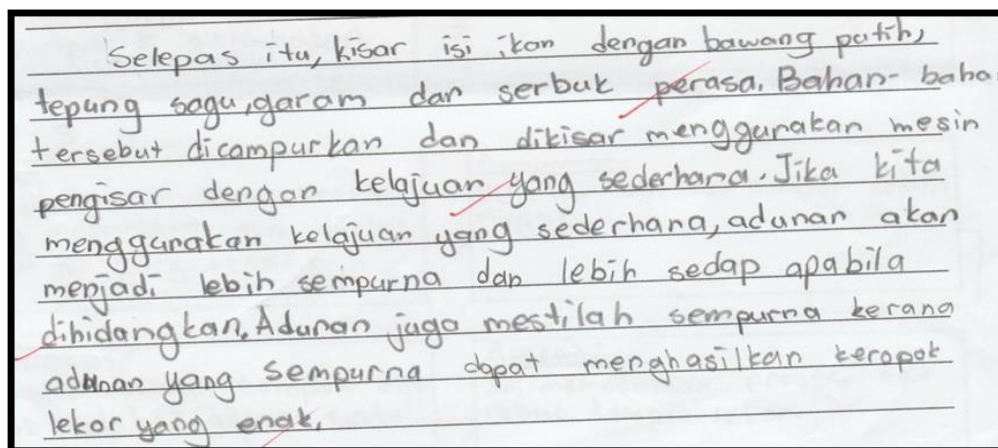 Selepas itu, kisar isi ikan dengan bawang putih,
tepung sagu, garam dan serbuk perasa. Bahan-baha
tersebut dicampurkan dan dikisar menggunakan mesin
pengisar dengan kelajuan yang sederhana. Jika kita
menggunakan kelajuan yang sederhana, adunan akan
menjadi lebih sempurna dan lebih sedap apabila
dihidangkan. Adunan juga mestilah sempurna kerana
adunan yang sempurna dapat menghasilkan keropok
lekor yang enak.